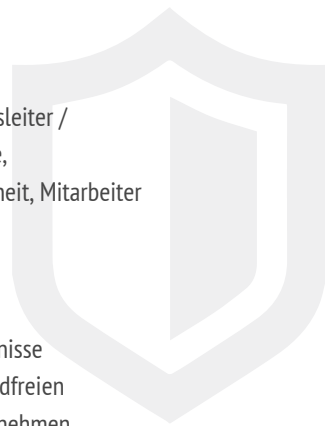 sleiter /
e,
heit, Mitarbeiter
nisse
dfreien
nehmen